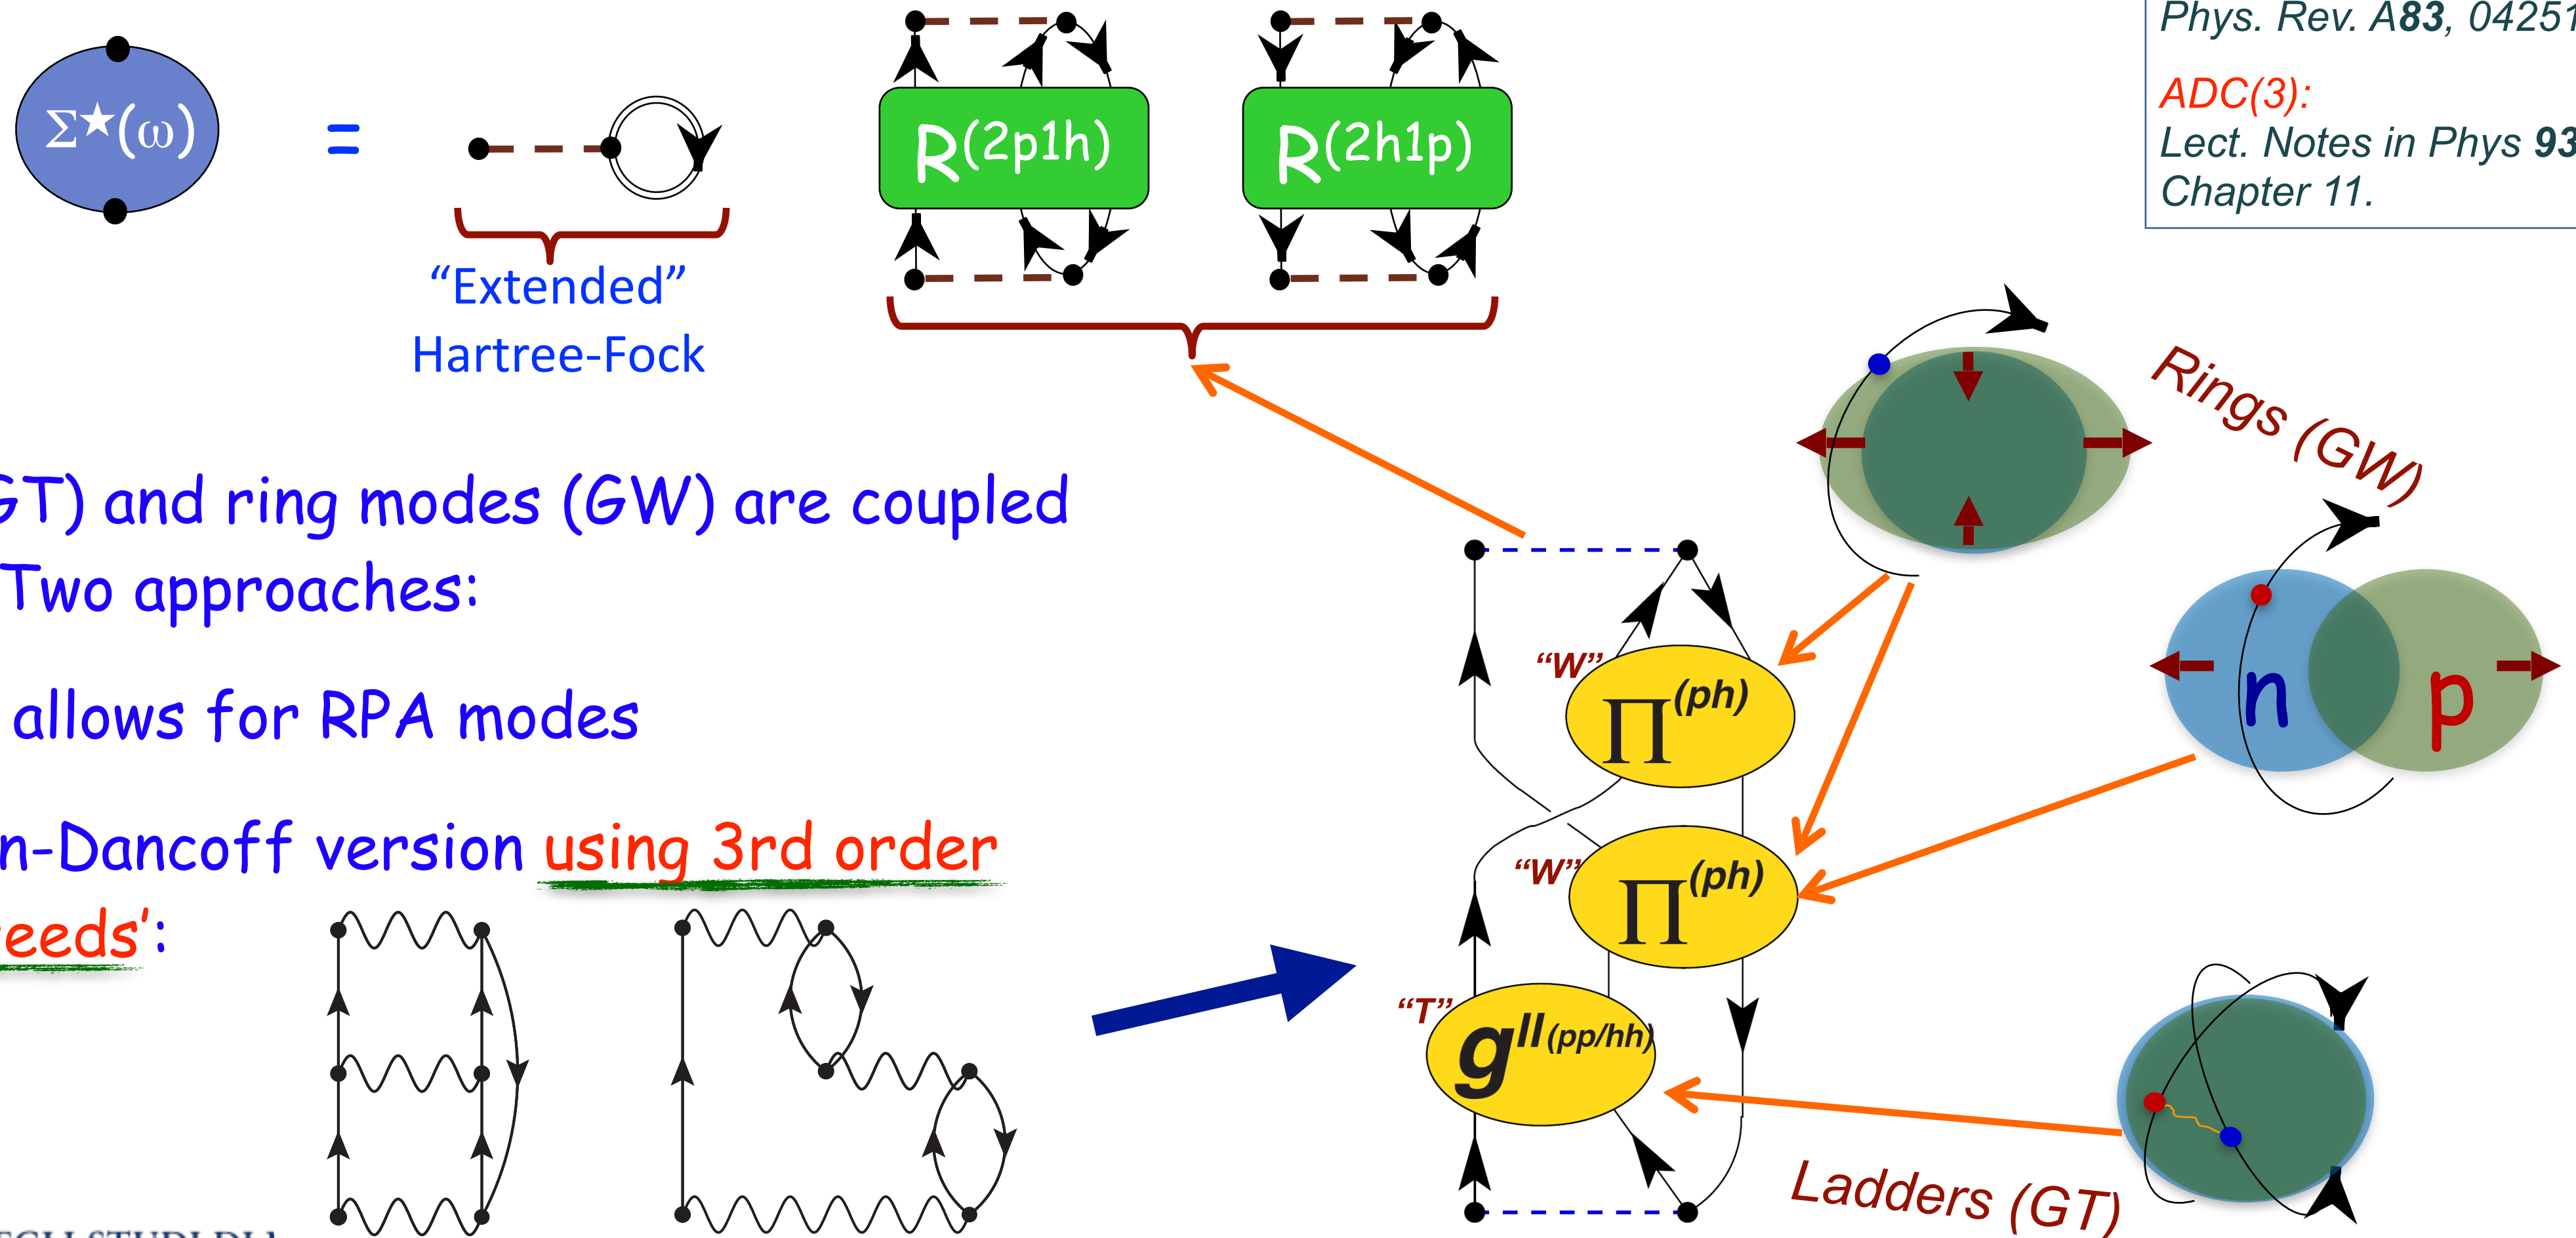 Phys. Rev. A83, 04251
ADC(3):
Lect. Notes in Phys 93
Chapter 11.
Σ★(ω)
=
R(2p1h)
R(2h1p)
“Extended”
Hartree-Fock
GT) and ring modes (GW) are coupled
Two approaches:
allows for RPA modes
n-Dancoff version using 3rd order
eeds’:
Rings (GW)
“W”
Π(ph)
n
p
“W”
Π(ph)
“T”
gII(pp/hh)
Ladders (GT)